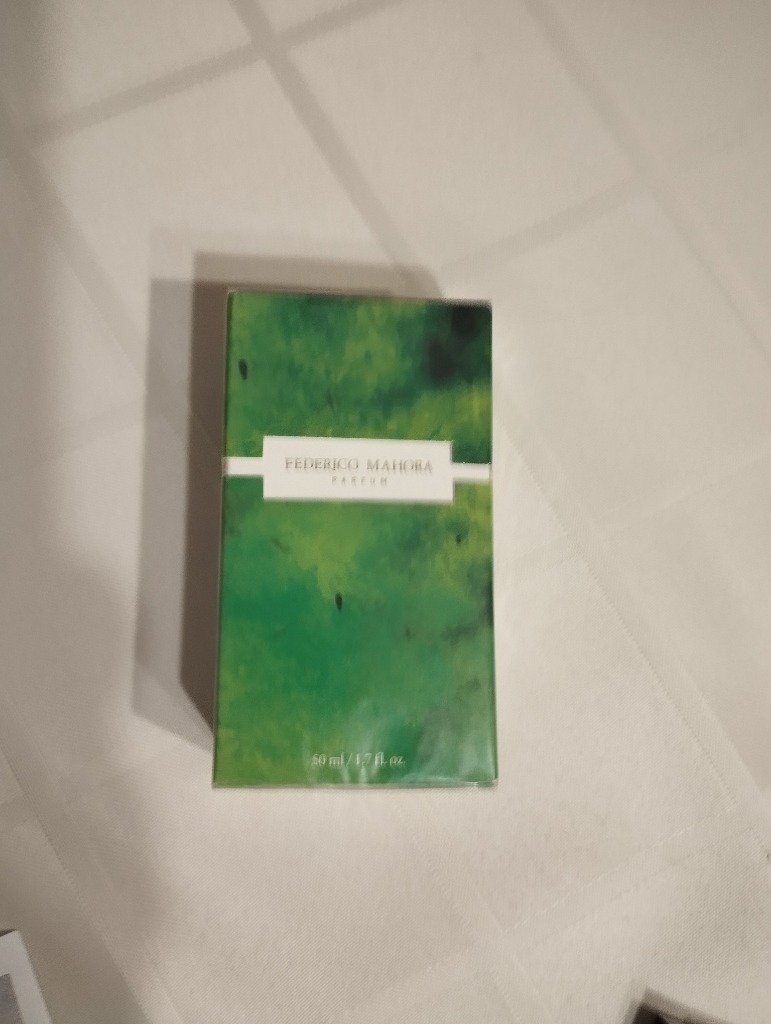 FEDERICO MAHORA
PARFUM
50 ml / 1.7 fl. oz.